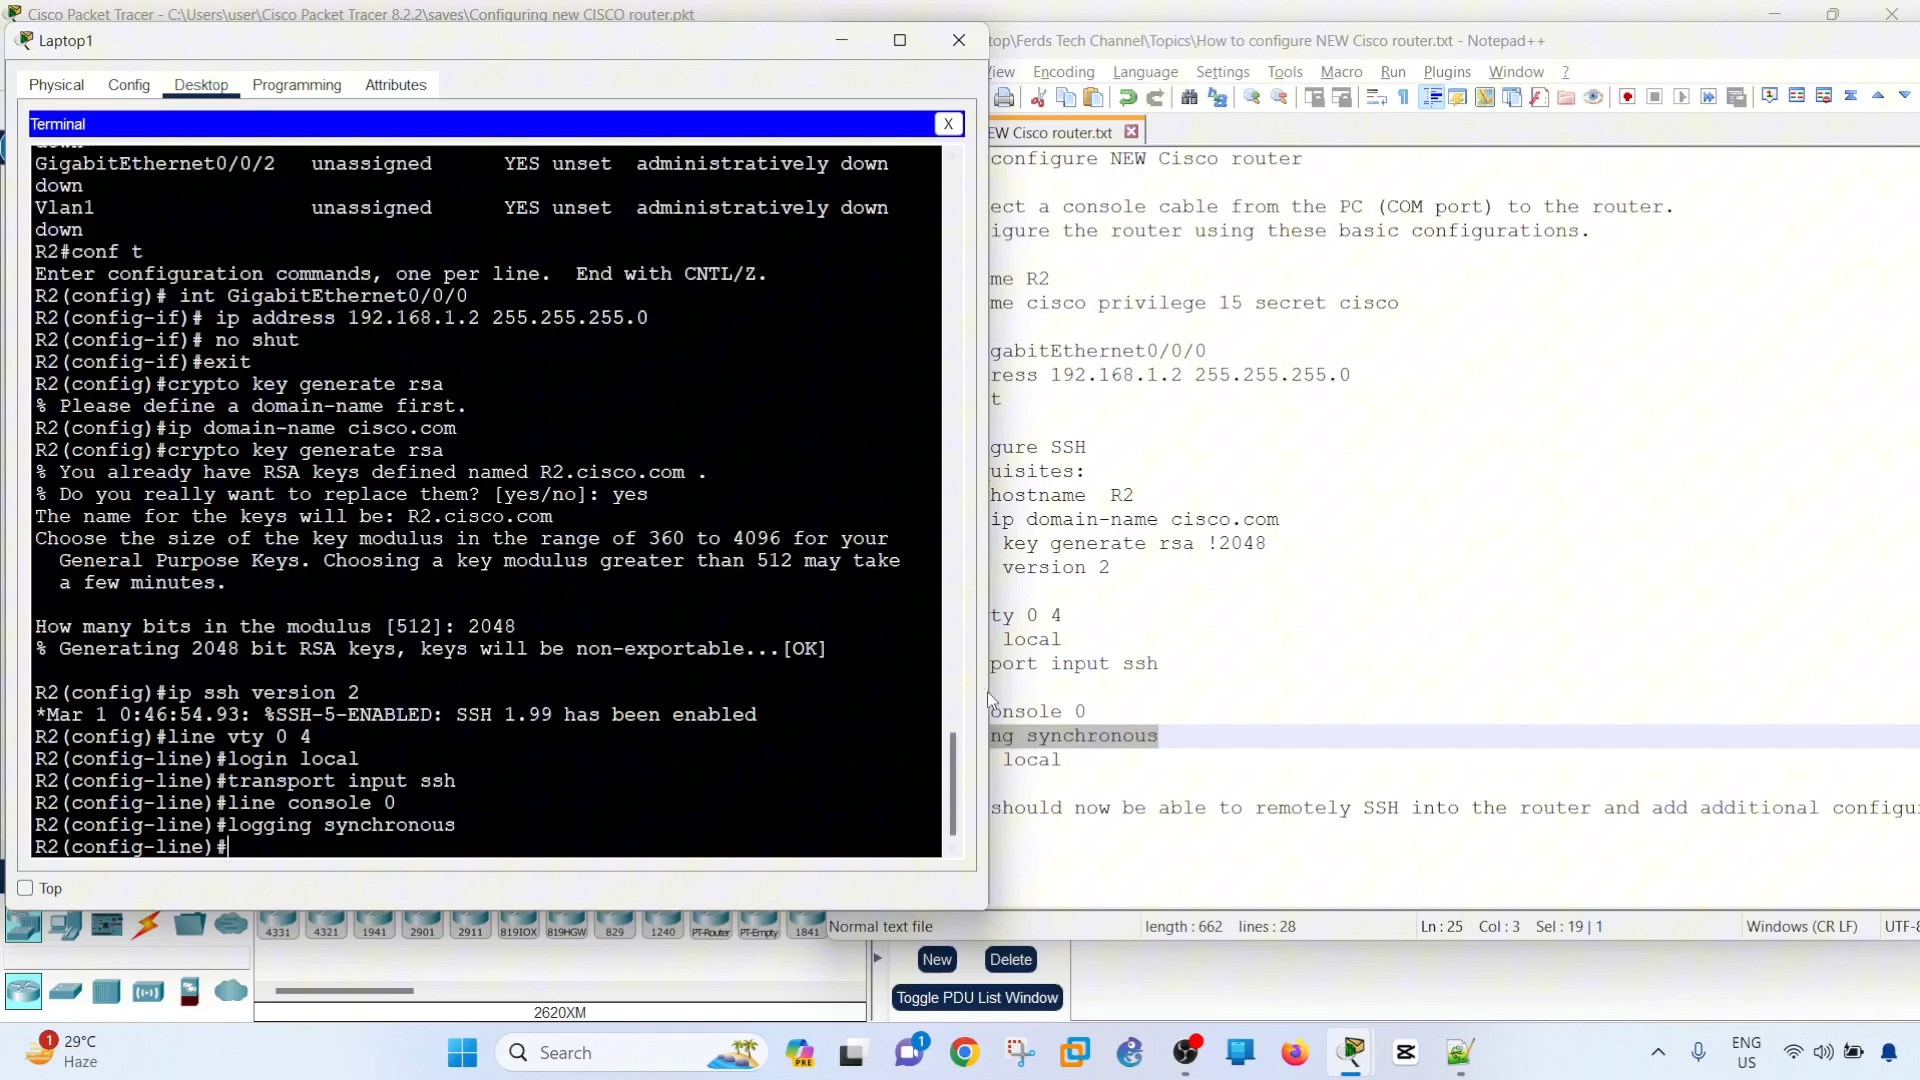 Cisco Packet Tracer - C:\Users\user\Cisco Packet Tracer 8.2.2\saves\Configuring new CISCO router.pkt
Laptop1
Physical Config Desktop Programming Attributes
Terminal
X
GigabitEthernet0/0/2 unassigned YES unset administratively down
down
Vlan1 unassigned YES unset administratively down
down
R2#conf t
Enter configuration commands, one per line. End with CNTL/Z.
R2(config)# int GigabitEthernet0/0/0
R2(config-if)# ip address 192.168.1.2 255.255.255.0
R2(config-if)# no shut
R2(config-if)#exit
R2(config)#crypto key generate rsa
% Please define a domain-name first.
R2(config)#ip domain-name cisco.com
R2(config)#crypto key generate rsa
% You already have RSA keys defined named R2.cisco.com .
% Do you really want to replace them? [yes/no]: yes
The name for the keys will be: R2.cisco.com
Choose the size of the key modulus in the range of 360 to 4096 for your
General Purpose Keys. Choosing a key modulus greater than 512 may take
a few minutes.
How many bits in the modulus [512]: 2048
% Generating 2048 bit RSA keys, keys will be non-exportable...[OK]
R2(config)#ip ssh version 2
*Mar 1 0:46:54.93: %SSH-5-ENABLED: SSH 1.99 has been enabled
R2(config)#line vty 0 4
R2(config-line)#login local
R2(config-line)#transport input ssh
R2(config-line)#line console 0
R2(config-line)#logging synchronous
R2(config-line)#
Top
top\Ferds Tech Channel\Topics\How to configure NEW Cisco router.txt - Notepad++
iew Encoding Language Settings Tools Macro Run Plugins Window ?
EW Cisco router.txt
configure NEW Cisco router
ect a console cable from the PC (COM port) to the router.
igure the router using these basic configurations.
me R2
me cisco privilege 15 secret cisco
gabitEthernet0/0/0
ress 192.168.1.2 255.255.255.0
t
gure SSH
uisites:
hostname R2
ip domain-name cisco.com
key generate rsa !2048
version 2
ty 0 4
local
port input ssh
onsole 0
ng synchronous
local
should now be able to remotely SSH into the router and add additional configu
Normal text file length : 662 lines : 28 Ln : 25 Col : 3 Sel : 19 | 1 Windows (CR LF) UTF-8
4331 4321 1941 2901 2911 819IOX 819HGW 829 1240 PT-Router PT-Empty 1841
New Delete
Toggle PDU List Window
2620XM
1
29°C
Haze
Search
PRE
1
ENG
US